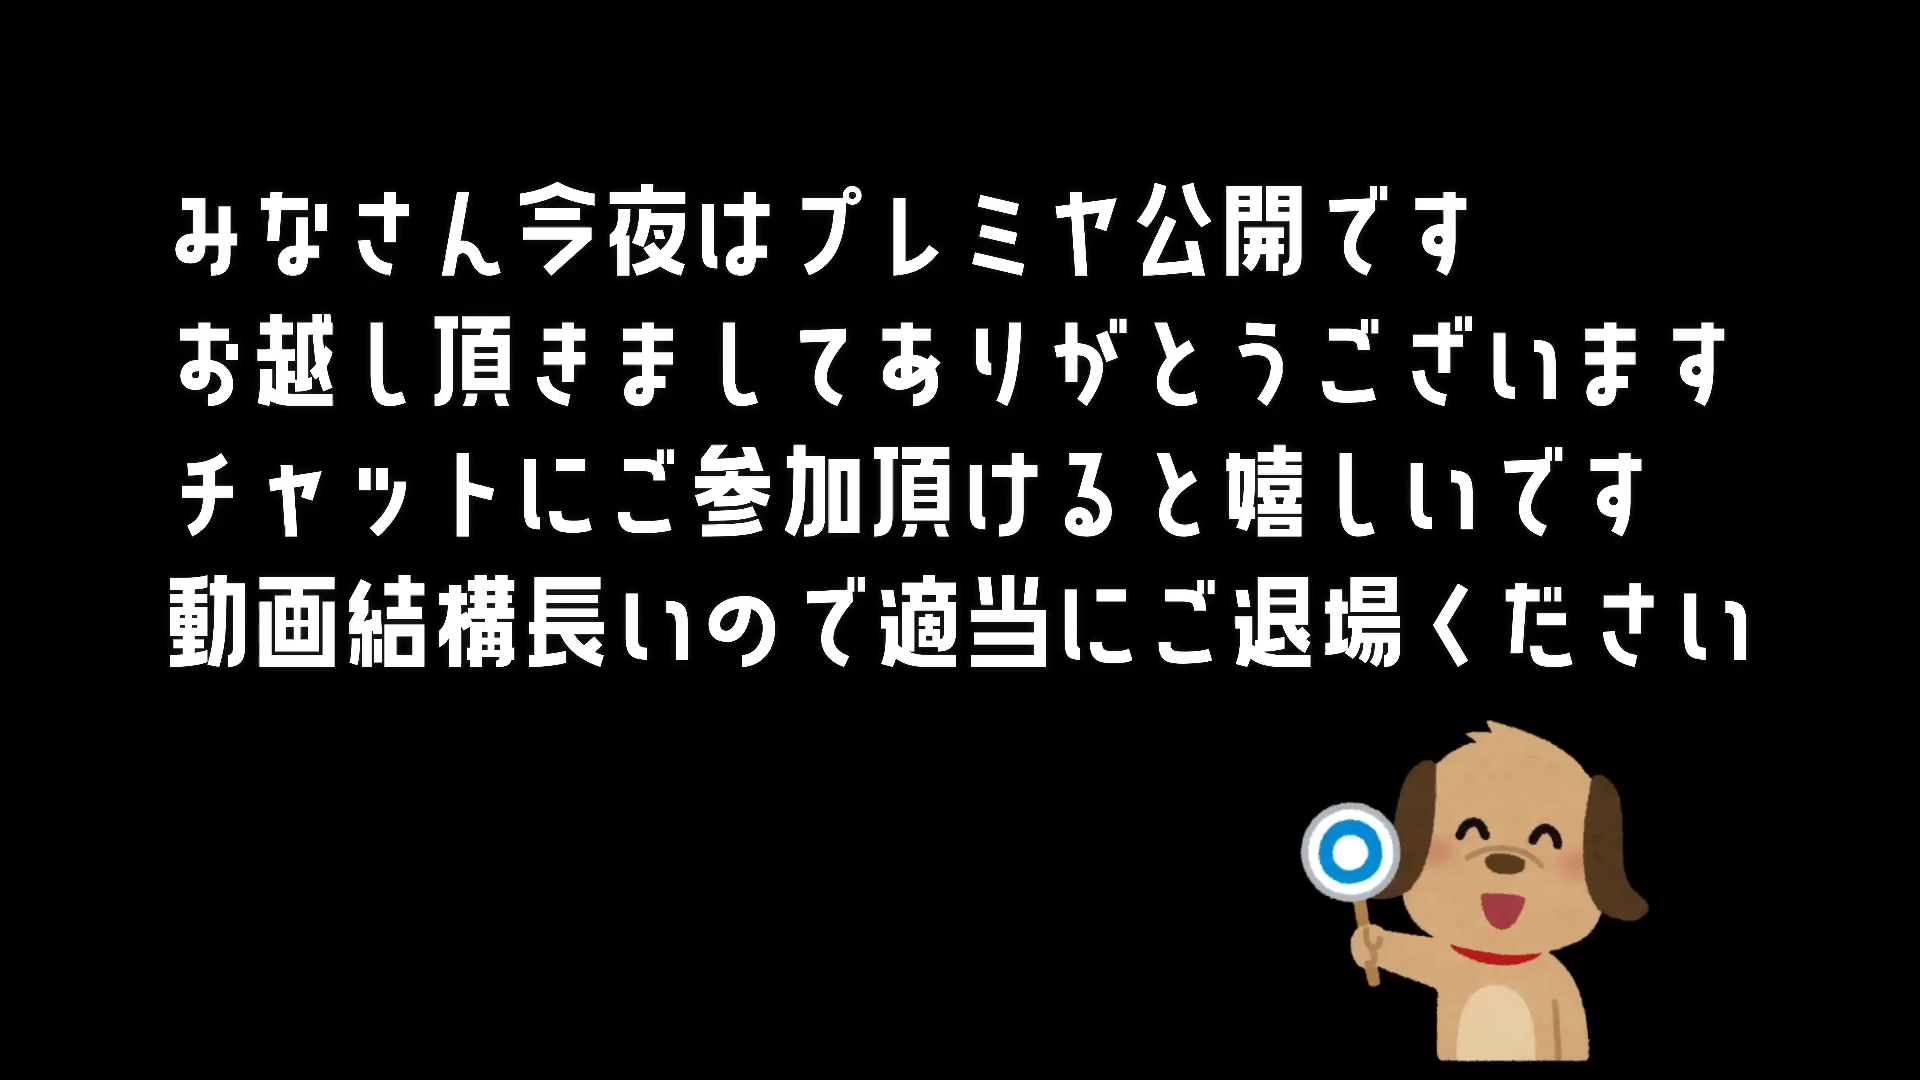 みなさん今夜はプレミヤ公開です
お越し頂きましてありがとうございます
チャットにご参加頂けると嬉しいです
動画結構長いので適当にご退場ください